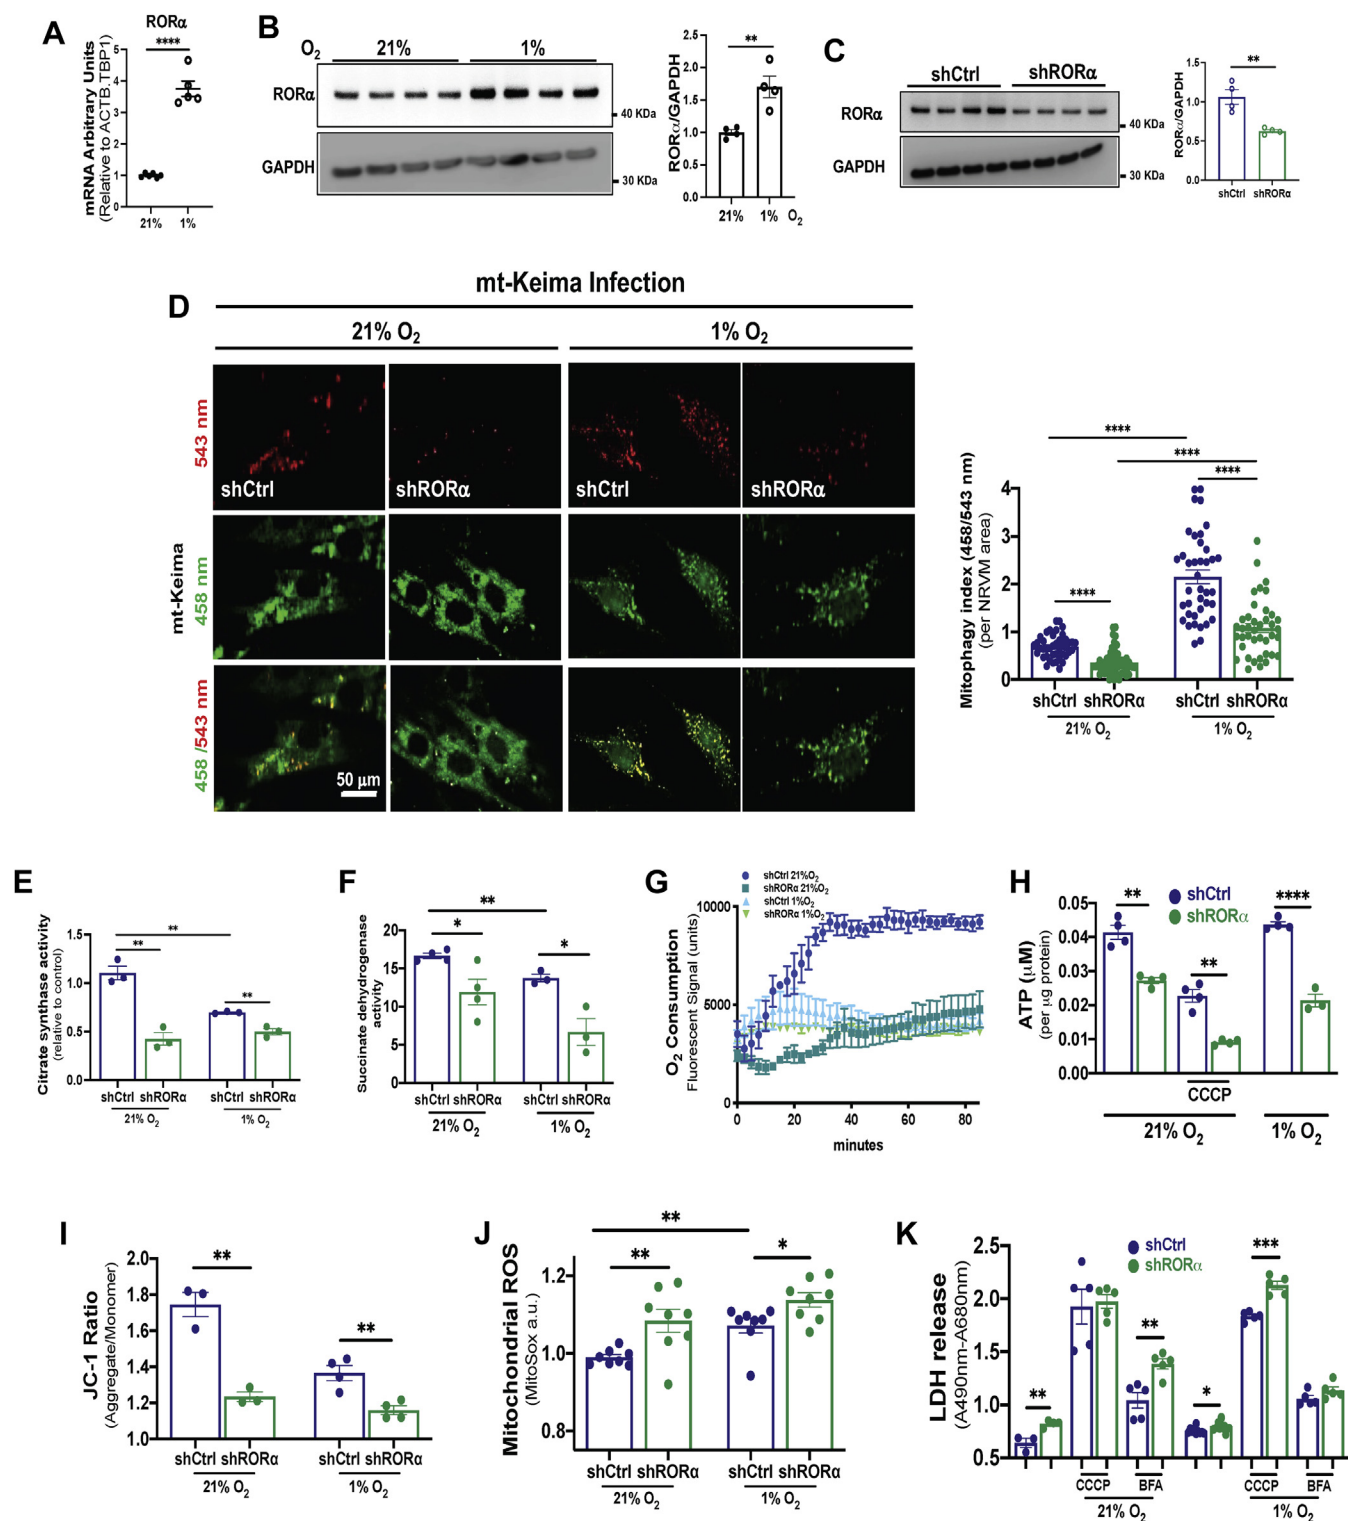 A
RORα
****
mRNA Arbitrary Units
(Relative to ACTB.TBP1)
5
4
3
2
1
0
21%
1%
B
O2
21%
1%
RORα
40 KDa
GAPDH
30 KDa
RORα/GAPDH
2.5
2.0
1.5
1.0
0.5
0.0
**
21%
1%
O2
C
shCtrl
shRORα
RORα
40 KDa
GAPDH
30 KDa
RORα/GAPDH
1.5
1.0
0.5
0.0
**
shCtrl
shRORα
D
mt-Keima Infection
21% O2
1% O2
mt-Keima
543 nm
shCtrl
shRORα
shCtrl
shRORα
458 nm
458 /543 nm
50 µm
Mitophagy index (458/543 nm)
(per NRVM area)
****
****
****
****
4
3
2
1
0
shCtrl shRORα
shCtrl shRORα
21% O2
1% O2
E
Citrate synthase activity
(relative to control)
1.5
1.0
0.5
0.0
**
**
**
shCtrl shRORα
shCtrl shRORα
21% O2
1% O2
F
Succinate dehydrogenase
activity
20
15
10
5
0
**
*
*
shCtrl shRORα
shCtrl shRORα
21% O2
1% O2
G
shCtrl 21%O2
shRORα 21%O2
shCtrl 1%O2
shRORα 1%O2
O2 Consumption
Fluorescent Signal (units)
10000
5000
0
0
20
40
60
80
minutes
H
shCtrl
shRORα
ATP (µM)
(per µg protein)
0.05
0.04
0.03
0.02
0.01
0.00
**
**
****
CCCP
21% O2
1% O2
I
JC-1 Ratio
(Aggregate/Monomer)
2.0
1.8
1.6
1.4
1.2
1.0
**
**
shCtrl shRORα
shCtrl shRORα
21% O2
1% O2
J
Mitochondrial ROS
(MitoSox a.u.)
1.2
1.0
0.8
**
**
*
shCtrl shRORα
shCtrl shRORα
21% O2
1% O2
K
shCtrl
shRORα
LDH release
(A490nm-A680nm)
2.5
2.0
1.5
1.0
0.5
**
**
*
***
CCCP
BFA
CCCP
BFA
21% O2
1% O2